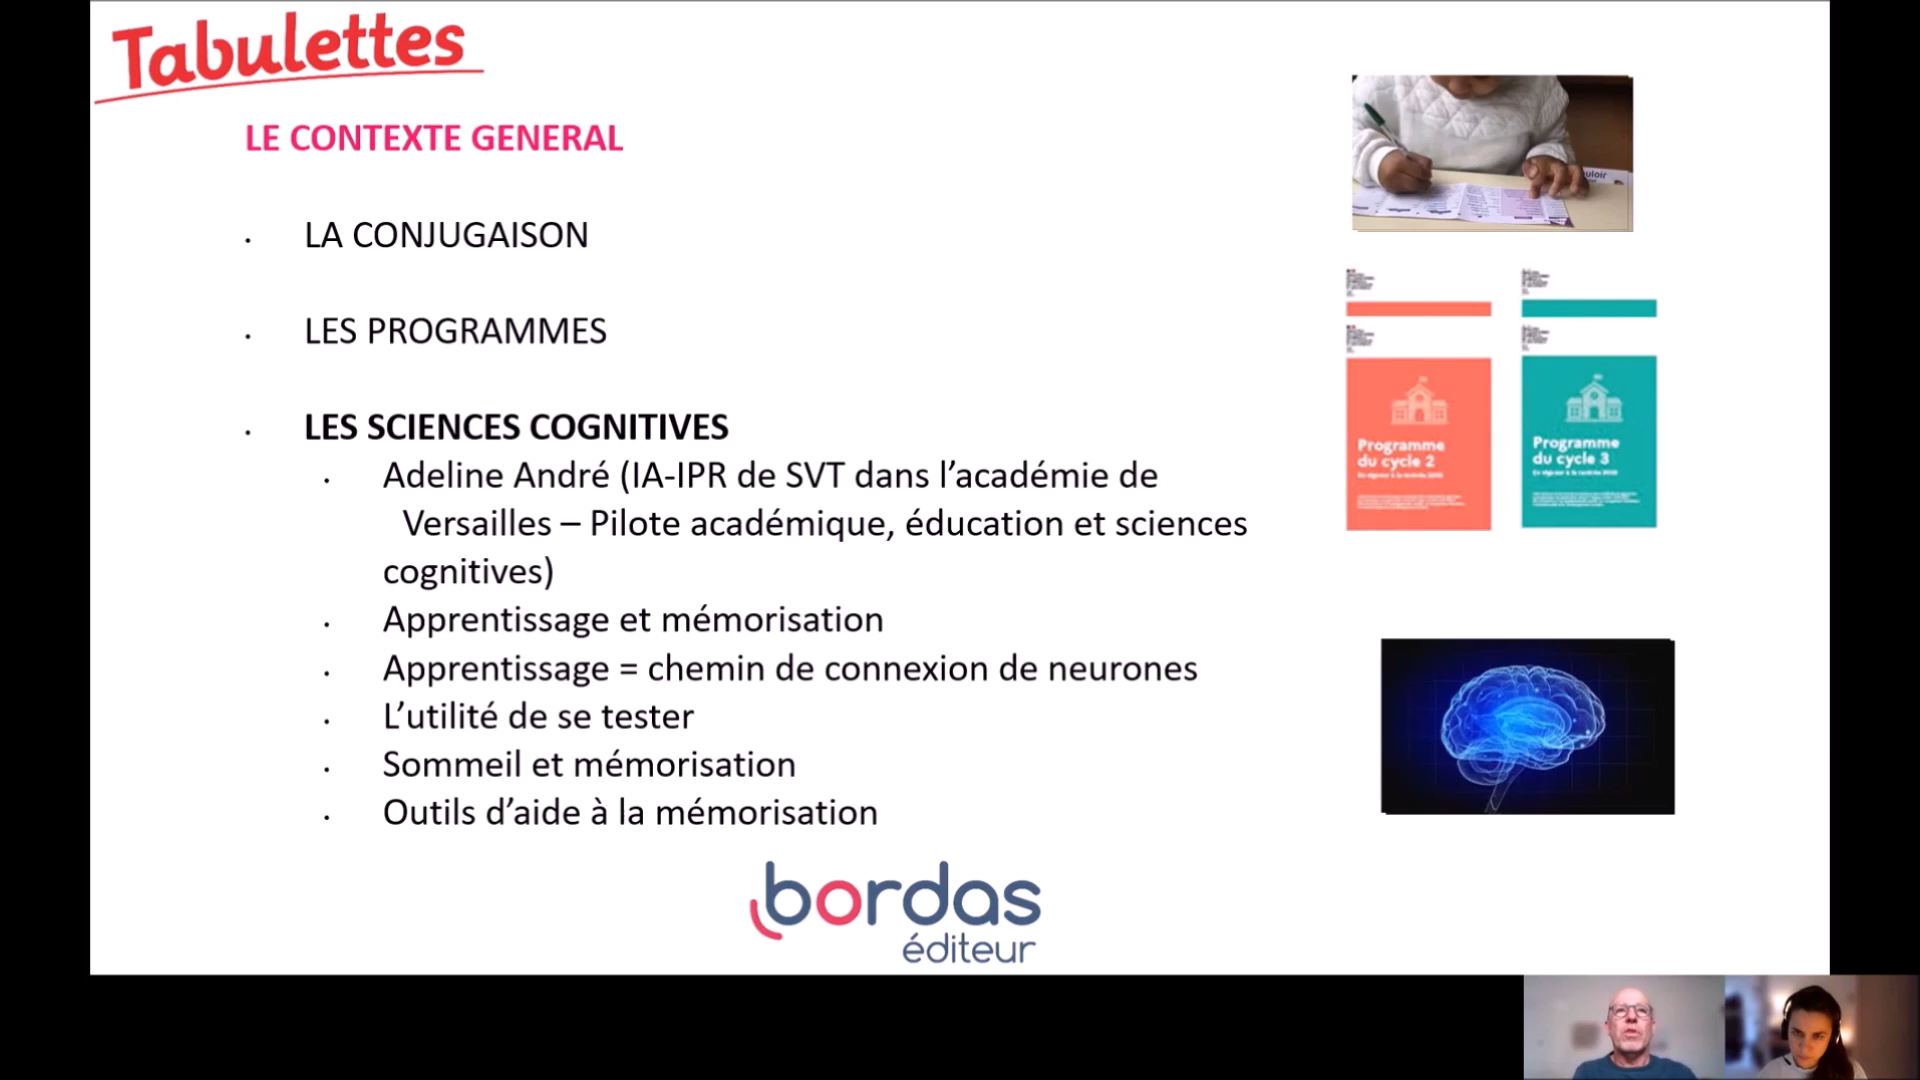 Tabulettes
LE CONTEXTE GENERAL
LA CONJUGAISON
LES PROGRAMMES
LES SCIENCES COGNITIVES
Adeline André (IA-IPR de SVT dans l’académie de
Versailles – Pilote académique, éducation et sciences
cognitives)
Apprentissage et mémorisation
Apprentissage = chemin de connexion de neurones
L’utilité de se tester
Sommeil et mémorisation
Outils d’aide à la mémorisation
Programme
du cycle 2
Programme
du cycle 3
bordas
éditeur